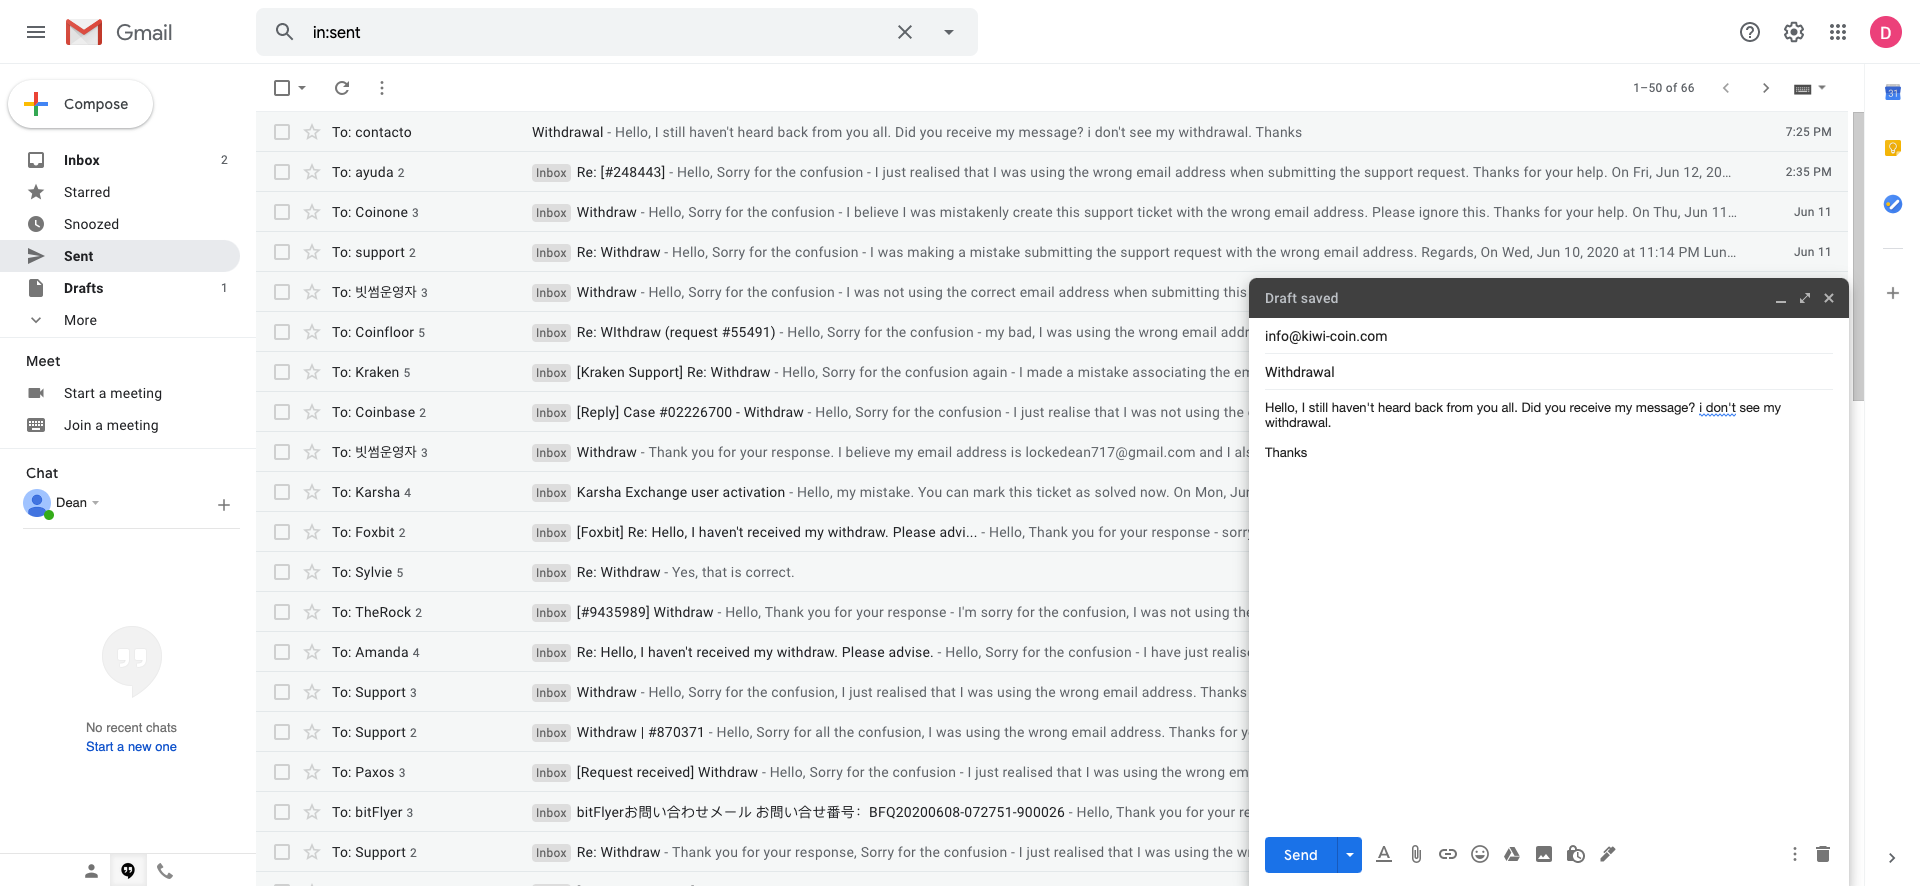 Gmail
in:sent
D
Compose
1–50 of 66
31
Inbox 2
Starred
Snoozed
Sent
Drafts 1
More
Meet
Start a meeting
Join a meeting
Chat
Dean
No recent chats
Start a new one
To: contacto Withdrawal - Hello, I still haven't heard back from you all. Did you receive my message? i don't see my withdrawal. Thanks 7:25 PM
To: ayuda 2 Inbox Re: [#248443] - Hello, Sorry for the confusion - I just realised that I was using the wrong email address when submitting the support request. Thanks for your help. On Fri, Jun 12, 20... 2:35 PM
To: Coinone 3 Inbox Withdraw - Hello, Sorry for the confusion - I believe I was mistakenly create this support ticket with the wrong email address. Please ignore this. Thanks for your help. On Thu, Jun 11... Jun 11
To: support 2 Inbox Re: Withdraw - Hello, Sorry for the confusion - I was making a mistake submitting the support request with the wrong email address. Regards, On Wed, Jun 10, 2020 at 11:14 PM Lun... Jun 11
To: 빗썸운영자 3 Inbox Withdraw - Hello, Sorry for the confusion - I was not using the correct email address when submitting this
To: Coinfloor 5 Inbox Re: WIthdraw (request #55491) - Hello, Sorry for the confusion - my bad, I was using the wrong email addr
To: Kraken 5 Inbox [Kraken Support] Re: Withdraw - Hello, Sorry for the confusion again - I made a mistake associating the em
To: Coinbase 2 Inbox [Reply] Case #02226700 - Withdraw - Hello, Sorry for the confusion - I just realise that I was not using the
To: 빗썸운영자 3 Inbox Withdraw - Thank you for your response. I believe my email address is lockedean717@gmail.com and I als
To: Karsha 4 Inbox Karsha Exchange user activation - Hello, my mistake. You can mark this ticket as solved now. On Mon, Jun
To: Foxbit 2 Inbox [Foxbit] Re: Hello, I haven't received my withdraw. Please advi... - Hello, Thank you for your response - sorry
To: Sylvie 5 Inbox Re: Withdraw - Yes, that is correct.
To: TheRock 2 Inbox [#9435989] Withdraw - Hello, Thank you for your response - I'm sorry for the confusion, I was not using the
To: Amanda 4 Inbox Re: Hello, I haven't received my withdraw. Please advise. - Hello, Sorry for the confusion - I have just realise
To: Support 3 Inbox Withdraw - Hello, Sorry for the confusion, I just realised that I was using the wrong email address. Thanks
To: Support 2 Inbox Withdraw | #870371 - Hello, Sorry for all the confusion, I was using the wrong email address. Thanks for y
To: Paxos 3 Inbox [Request received] Withdraw - Hello, Sorry for the confusion - I just realised that I was using the wrong em
To: bitFlyer 3 Inbox bitFlyerお問い合わせメール お問い合せ番号：BFQ20200608-072751-900026 - Hello, Thank you for your re
To: Support 2 Inbox Re: Withdraw - Thank you for your response, Sorry for the confusion - I just realised that I was using the w
Draft saved
info@kiwi-coin.com
Withdrawal
Hello, I still haven't heard back from you all. Did you receive my message? i don't see my
withdrawal.
Thanks
Send